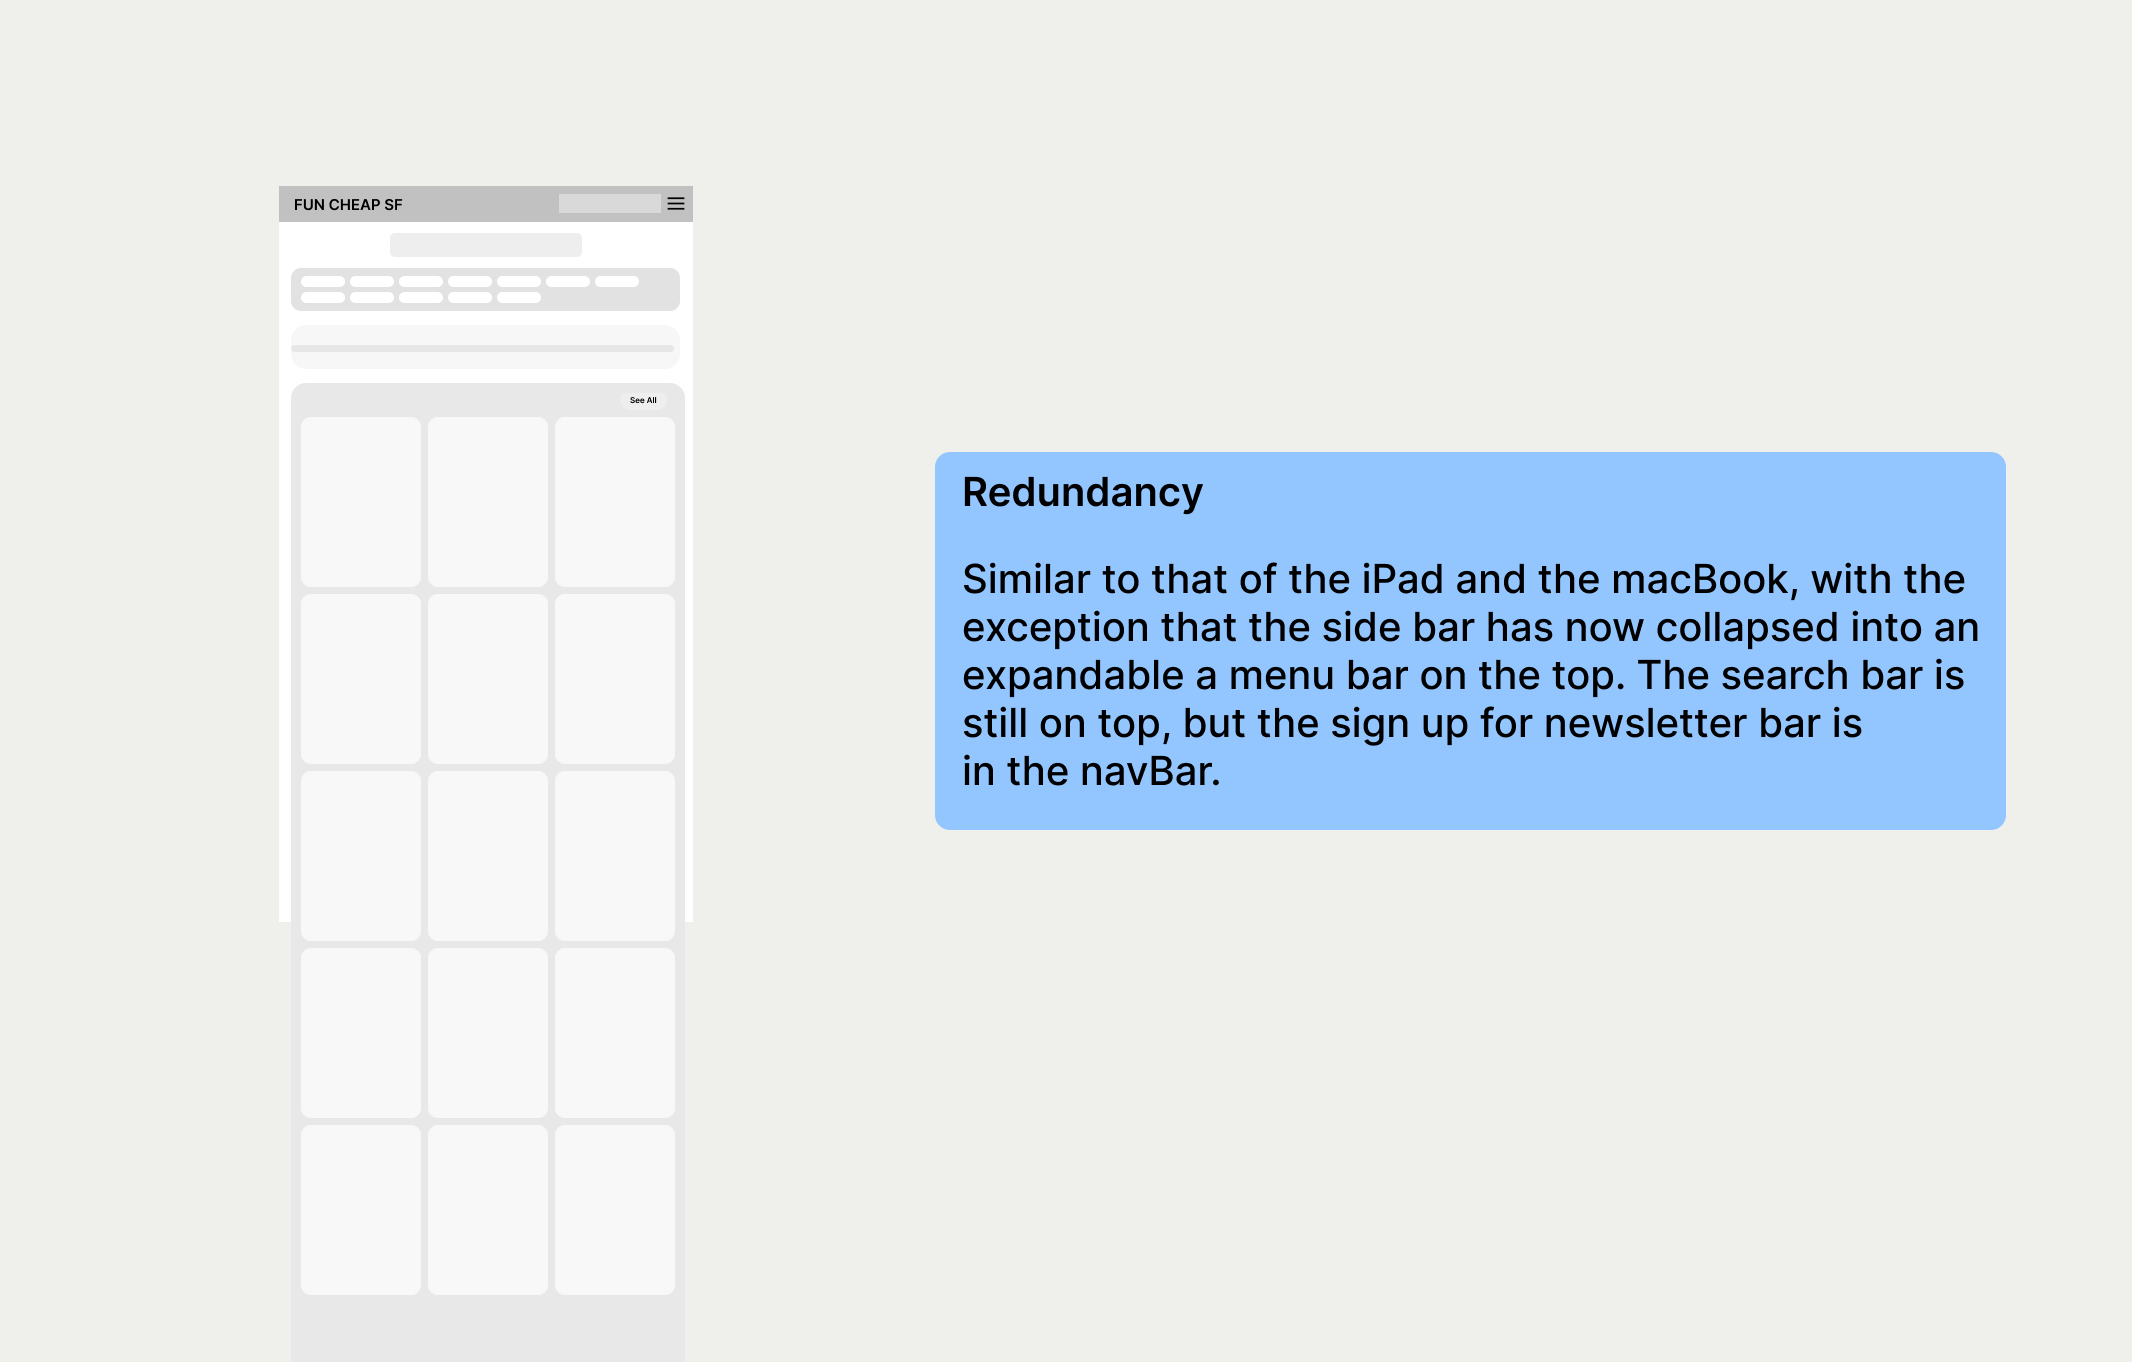 FUN CHEAP SF
See All
Redundancy
Similar to that of the iPad and the macBook, with the
exception that the side bar has now collapsed into an
expandable a menu bar on the top. The search bar is
still on top, but the sign up for newsletter bar is
in the navBar.